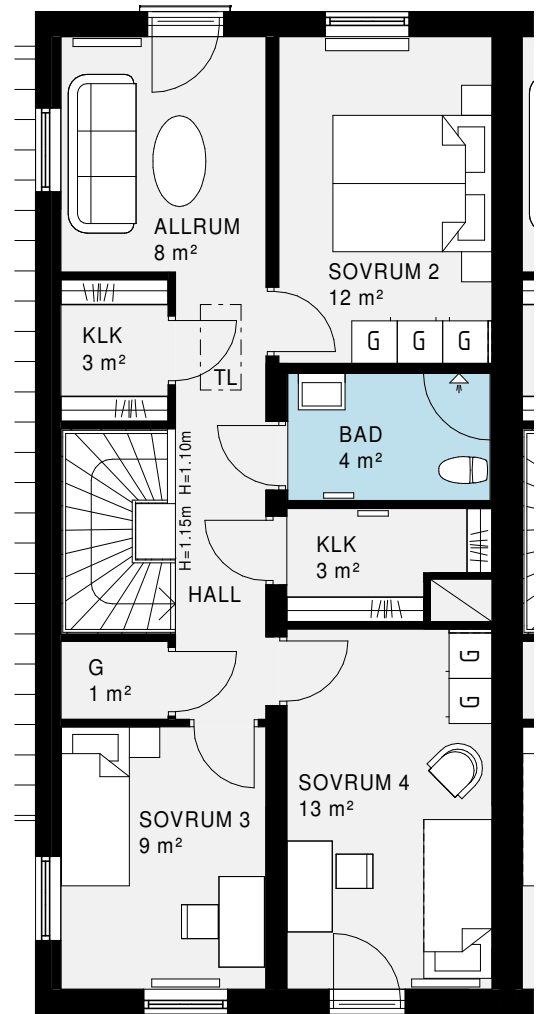 ALLRUM
8 m²
SOVRUM 2
12 m²
G G G
KLK
3 m²
TL
BAD
4 m²
H=1.15m H=1.10m
KLK
3 m²
HALL
G
1 m²
G
G
SOVRUM 3
9 m²
SOVRUM 4
13 m²